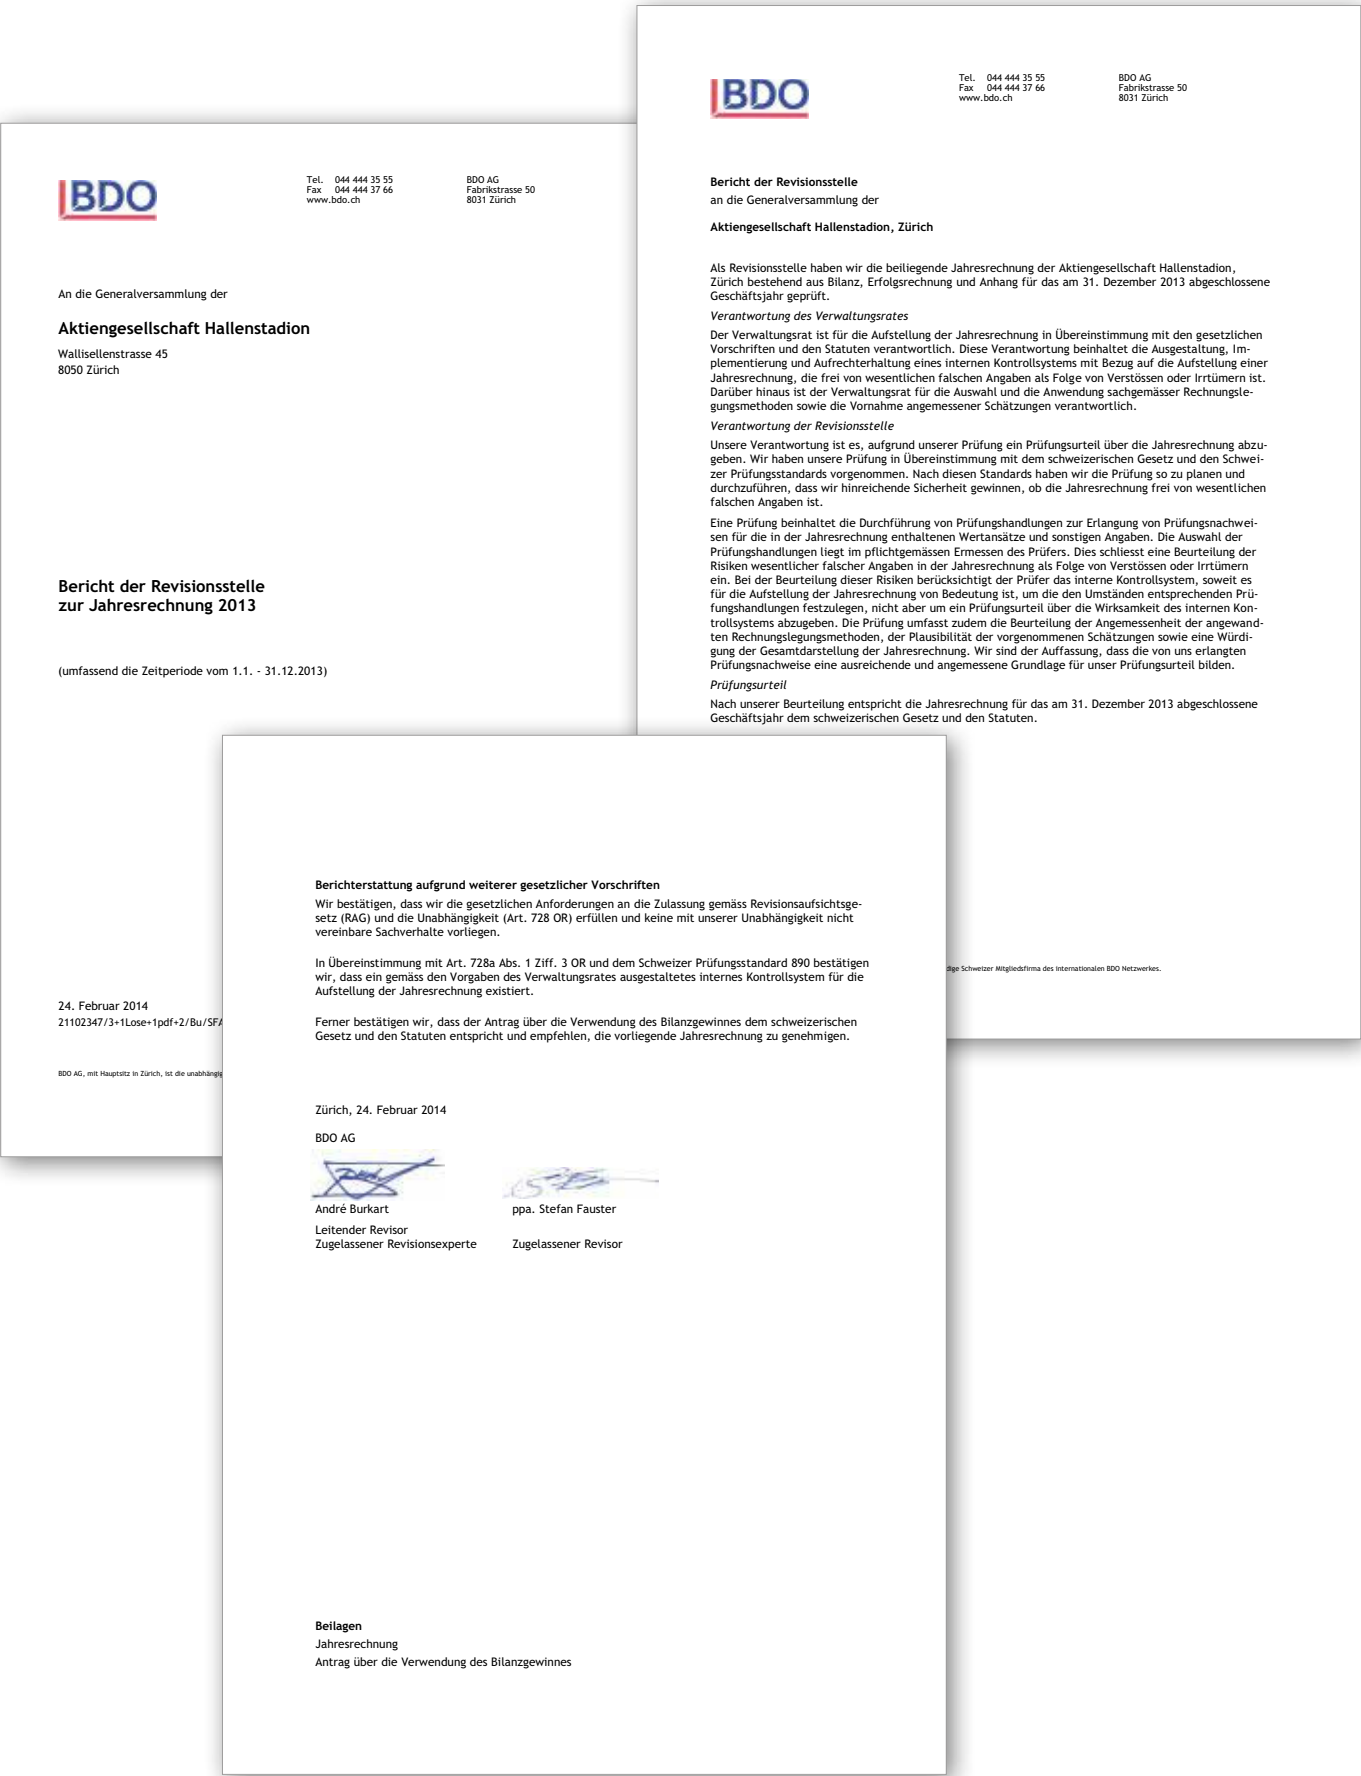 BDO
Tel. 044 444 35 55
Fax 044 444 37 66
www.bdo.ch
BDO AG
Fabrikstrasse 50
8031 Zürich
An die Generalversammlung der
Aktiengesellschaft Hallenstadion
Wallisellenstrasse 45
8050 Zürich
Bericht der Revisionsstelle
zur Jahresrechnung 2013
(umfassend die Zeitperiode vom 1.1. - 31.12.2013)
24. Februar 2014
21102347/3+1Lose+1pdf+2/Bu/SFA
BDO AG, mit Hauptsitz in Zürich, ist die unabhängig
BDO
Tel. 044 444 35 55
Fax 044 444 37 66
www.bdo.ch
BDO AG
Fabrikstrasse 50
8031 Zürich
Bericht der Revisionsstelle
an die Generalversammlung der
Aktiengesellschaft Hallenstadion, Zürich
Als Revisionsstelle haben wir die beiliegende Jahresrechnung der Aktiengesellschaft Hallenstadion,
Zürich bestehend aus Bilanz, Erfolgsrechnung und Anhang für das am 31. Dezember 2013 abgeschlossene
Geschäftsjahr geprüft.
Verantwortung des Verwaltungsrates
Der Verwaltungsrat ist für die Aufstellung der Jahresrechnung in Übereinstimmung mit den gesetzlichen
Vorschriften und den Statuten verantwortlich. Diese Verantwortung beinhaltet die Ausgestaltung, Im-
plementierung und Aufrechterhaltung eines internen Kontrollsystems mit Bezug auf die Aufstellung einer
Jahresrechnung, die frei von wesentlichen falschen Angaben als Folge von Verstössen oder Irrtümern ist.
Darüber hinaus ist der Verwaltungsrat für die Auswahl und die Anwendung sachgemässer Rechnungsle-
gungsmethoden sowie die Vornahme angemessener Schätzungen verantwortlich.
Verantwortung der Revisionsstelle
Unsere Verantwortung ist es, aufgrund unserer Prüfung ein Prüfungsurteil über die Jahresrechnung abzu-
geben. Wir haben unsere Prüfung in Übereinstimmung mit dem schweizerischen Gesetz und den Schwei-
zer Prüfungsstandards vorgenommen. Nach diesen Standards haben wir die Prüfung so zu planen und
durchzuführen, dass wir hinreichende Sicherheit gewinnen, ob die Jahresrechnung frei von wesentlichen
falschen Angaben ist.
Eine Prüfung beinhaltet die Durchführung von Prüfungshandlungen zur Erlangung von Prüfungsnachwei-
sen für die in der Jahresrechnung enthaltenen Wertansätze und sonstigen Angaben. Die Auswahl der
Prüfungshandlungen liegt im pflichtgemässen Ermessen des Prüfers. Dies schliesst eine Beurteilung der
Risiken wesentlicher falscher Angaben in der Jahresrechnung als Folge von Verstössen oder Irrtümern
ein. Bei der Beurteilung dieser Risiken berücksichtigt der Prüfer das interne Kontrollsystem, soweit es
für die Aufstellung der Jahresrechnung von Bedeutung ist, um die den Umständen entsprechenden Prü-
fungshandlungen festzulegen, nicht aber um ein Prüfungsurteil über die Wirksamkeit des internen Kon-
trollsystems abzugeben. Die Prüfung umfasst zudem die Beurteilung der Angemessenheit der angewand-
ten Rechnungslegungsmethoden, der Plausibilität der vorgenommenen Schätzungen sowie eine Würdi-
gung der Gesamtdarstellung der Jahresrechnung. Wir sind der Auffassung, dass die von uns erlangten
Prüfungsnachweise eine ausreichende und angemessene Grundlage für unser Prüfungsurteil bilden.
Prüfungsurteil
Nach unserer Beurteilung entspricht die Jahresrechnung für das am 31. Dezember 2013 abgeschlossene
Geschäftsjahr dem schweizerischen Gesetz und den Statuten.
dige Schweizer Mitgliedsfirma des internationalen BDO Netzwerkes.
Berichterstattung aufgrund weiterer gesetzlicher Vorschriften
Wir bestätigen, dass wir die gesetzlichen Anforderungen an die Zulassung gemäss Revisionsaufsichtsge-
setz (RAG) und die Unabhängigkeit (Art. 728 OR) erfüllen und keine mit unserer Unabhängigkeit nicht
vereinbare Sachverhalte vorliegen.
In Übereinstimmung mit Art. 728a Abs. 1 Ziff. 3 OR und dem Schweizer Prüfungsstandard 890 bestätigen
wir, dass ein gemäss den Vorgaben des Verwaltungsrates ausgestaltetes internes Kontrollsystem für die
Aufstellung der Jahresrechnung existiert.
Ferner bestätigen wir, dass der Antrag über die Verwendung des Bilanzgewinnes dem schweizerischen
Gesetz und den Statuten entspricht und empfehlen, die vorliegende Jahresrechnung zu genehmigen.
Zürich, 24. Februar 2014
BDO AG
André Burkart
ppa. Stefan Fauster
Leitender Revisor
Zugelassener Revisionsexperte
Zugelassener Revisor
Beilagen
Jahresrechnung
Antrag über die Verwendung des Bilanzgewinnes